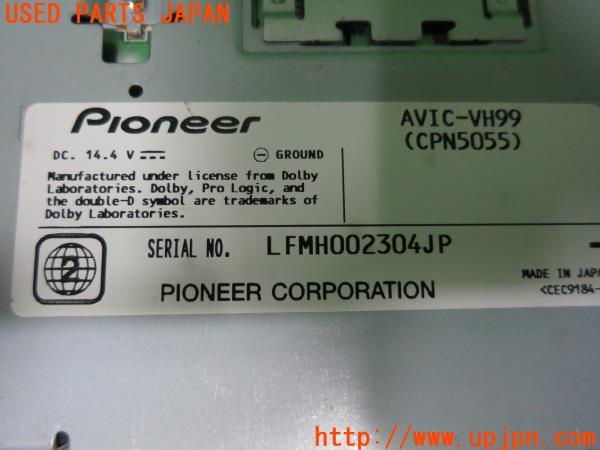 USED PARTS JAPAN
Pioneer
AVIC-VH99
(CPN5055)
DC. 14.4 V
GROUND
Manufactured under license from Dolby
Laboratories. Dolby, Pro Logic, and
the double-D symbol are trademarks of
Dolby Laboratories.
2
SERIAL NO. LFMH002304JP
PIONEER CORPORATION
MADE IN JAPA
<CEC9184-
http://www.upjpn.com